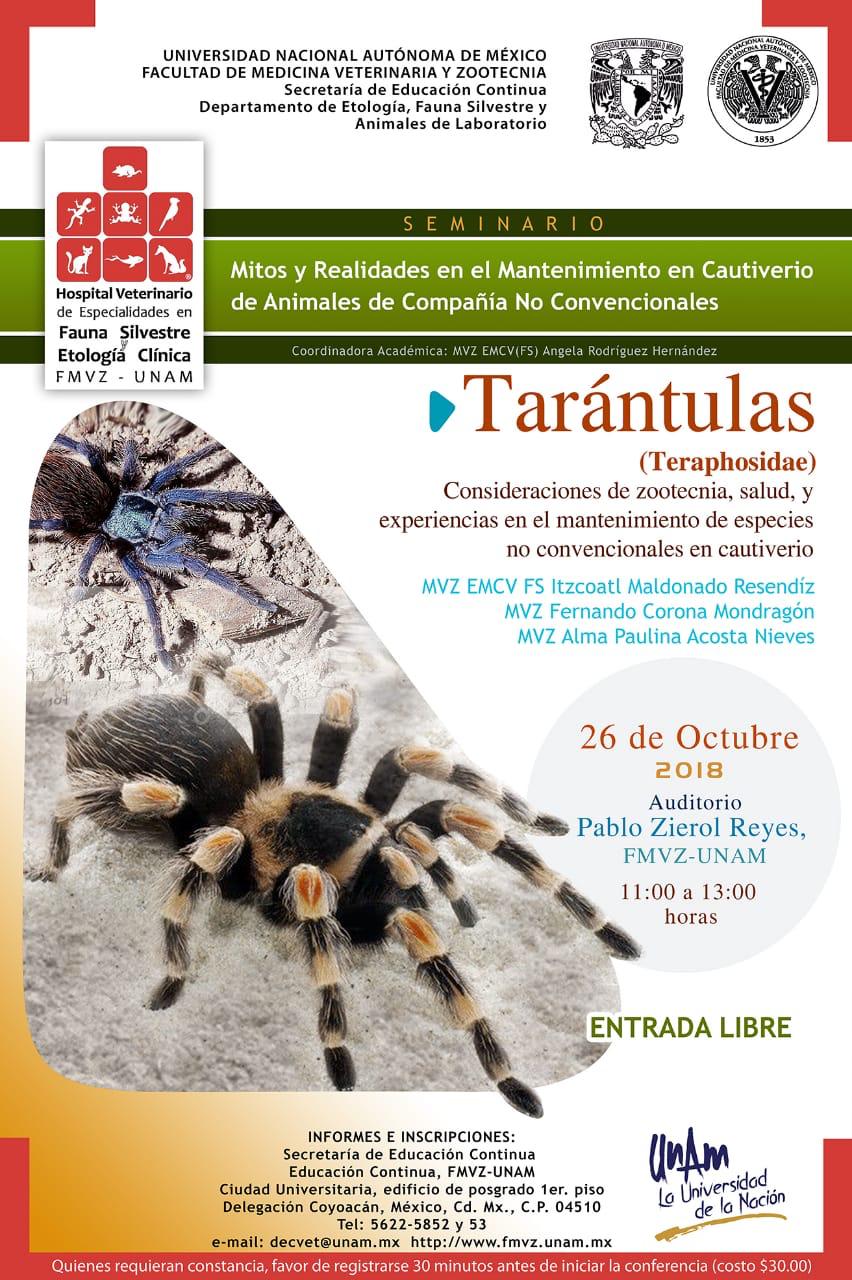 UNIVERSIDAD NACIONAL AUTÓNOMA DE MÉXICO
FACULTAD DE MEDICINA VETERINARIA Y ZOOTECNIA
Secretaría de Educación Continua
Departamento de Etología, Fauna Silvestre y
Animales de Laboratorio
1853
Hospital Veterinario
de Especialidades en
Fauna Silvestre
y
Etología Clínica
FMVZ - UNAM
SEMINARIO
Mitos y Realidades en el Mantenimiento en Cautiverio
de Animales de Compañía No Convencionales
Coordinadora Académica: MVZ EMCV(FS) Angela Rodríguez Hernández
Tarántulas
(Teraphosidae)
Consideraciones de zootecnia, salud, y
experiencias en el mantenimiento de especies
no convencionales en cautiverio
MVZ EMCV FS Itzcoatl Maldonado Resendíz
MVZ Fernando Corona Mondragón
MVZ Alma Paulina Acosta Nieves
26 de Octubre
2018
Auditorio
Pablo Zierol Reyes,
FMVZ-UNAM
11:00 a 13:00
horas
ENTRADA LIBRE
INFORMES E INSCRIPCIONES:
Secretaría de Educación Continua
Educación Continua, FMVZ-UNAM
Ciudad Universitaria, edificio de posgrado 1er. piso
Delegación Coyoacán, México, Cd. Mx., C.P. 04510
Tel: 5622-5852 y 53
e-mail: decvet@unam.mx http://www.fmvz.unam.mx
UnAm
La Universidad
de la Nación
Quienes requieran constancia, favor de registrarse 30 minutos antes de iniciar la conferencia (costo $30.00)